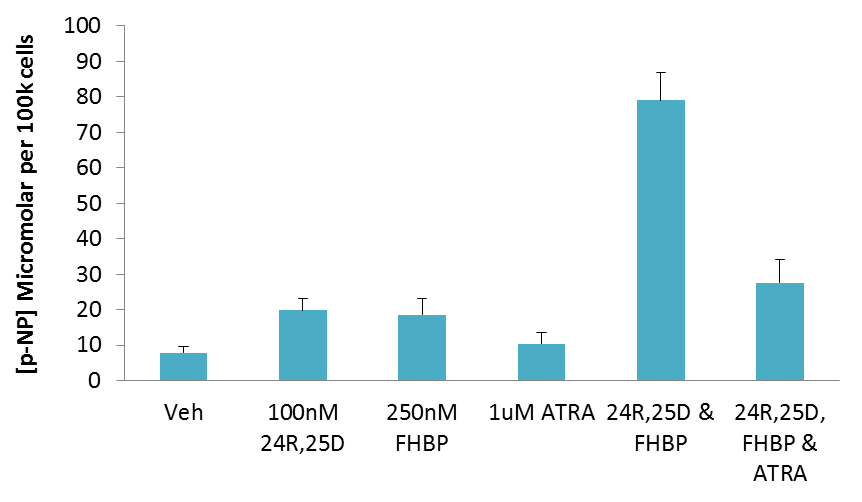 [p-NP] Micromolar per 100k cells
100
90
80
70
60
50
40
30
20
10
0
Veh
100nM
24R,25D
250nM
FHBP
1uM ATRA
24R,25D &
FHBP
24R,25D,
FHBP &
ATRA